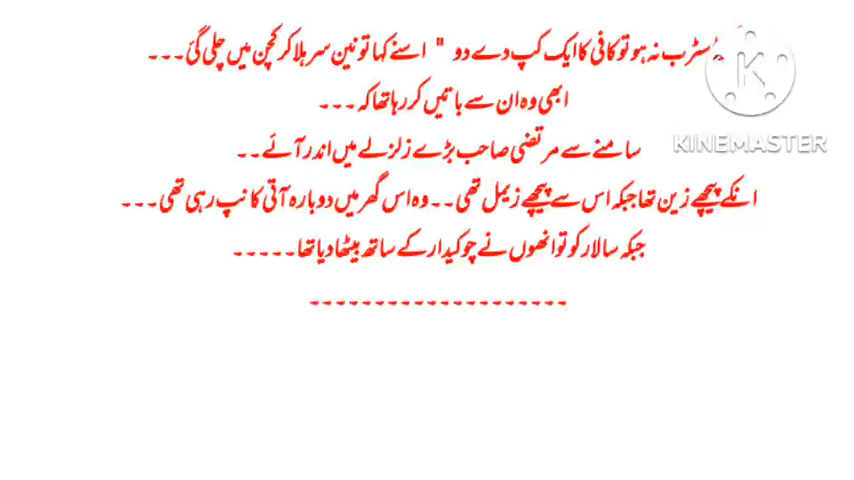 ڈسٹرب نہ ہو تو کافی کا ایک کپ دے دو " اسنے کہا تو نین سر ہلا کر کچن میں چلی گئی۔۔۔
ابھی وہ ان سے باتیں کر رہا تھا کہ ۔۔۔
سامنے سے مرتضی صاحب بڑے زلزلے میں اندر آئے۔۔
انکے پیچھے زین تھا جبکہ اس سے پیچھے زیمل تھی۔۔وہ اس گھر میں دوبارہ آتی کانپ رہی تھی۔۔۔
جبکہ سالار کو تو انھوں نے چوکیدار کے ساتھ بیٹھا دیا تھا۔۔۔۔۔
۔۔۔۔۔۔۔۔۔۔۔۔۔۔۔۔۔۔۔۔
K
KINEMASTER